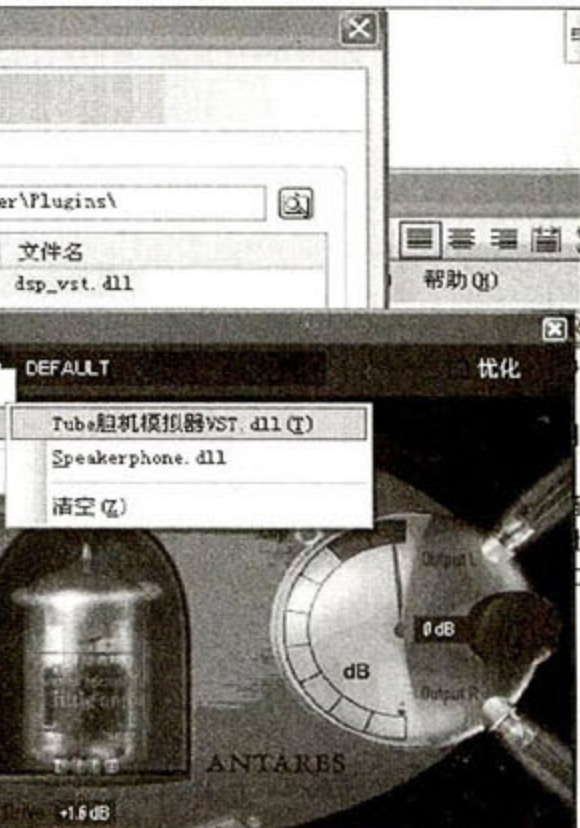 er\Plugins\
文件名
dsp_vst.dll
帮助(H)
DEFAULT
优化
Tube胆机模拟器VST.dll(T)
Speakerphone.dll
清空(Z)
Output L
0 dB
dB
Output R
ANTARES
Drive +1.6 dB